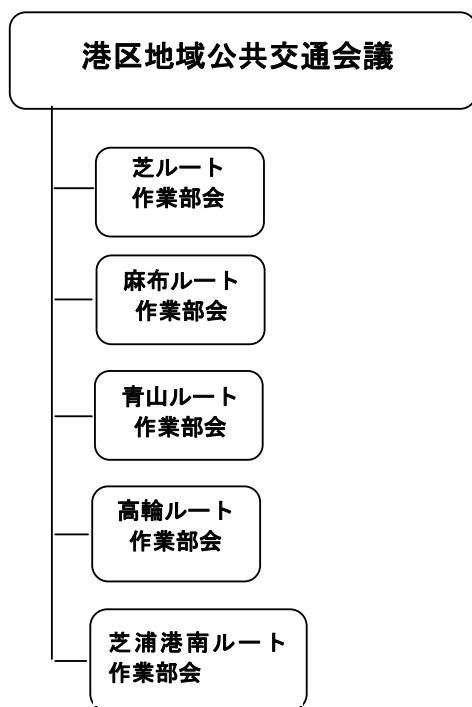 港区地域公共交通会議
芝ルート
作業部会
麻布ルート
作業部会
青山ルート
作業部会
高輪ルート
作業部会
芝浦港南ルート
作業部会